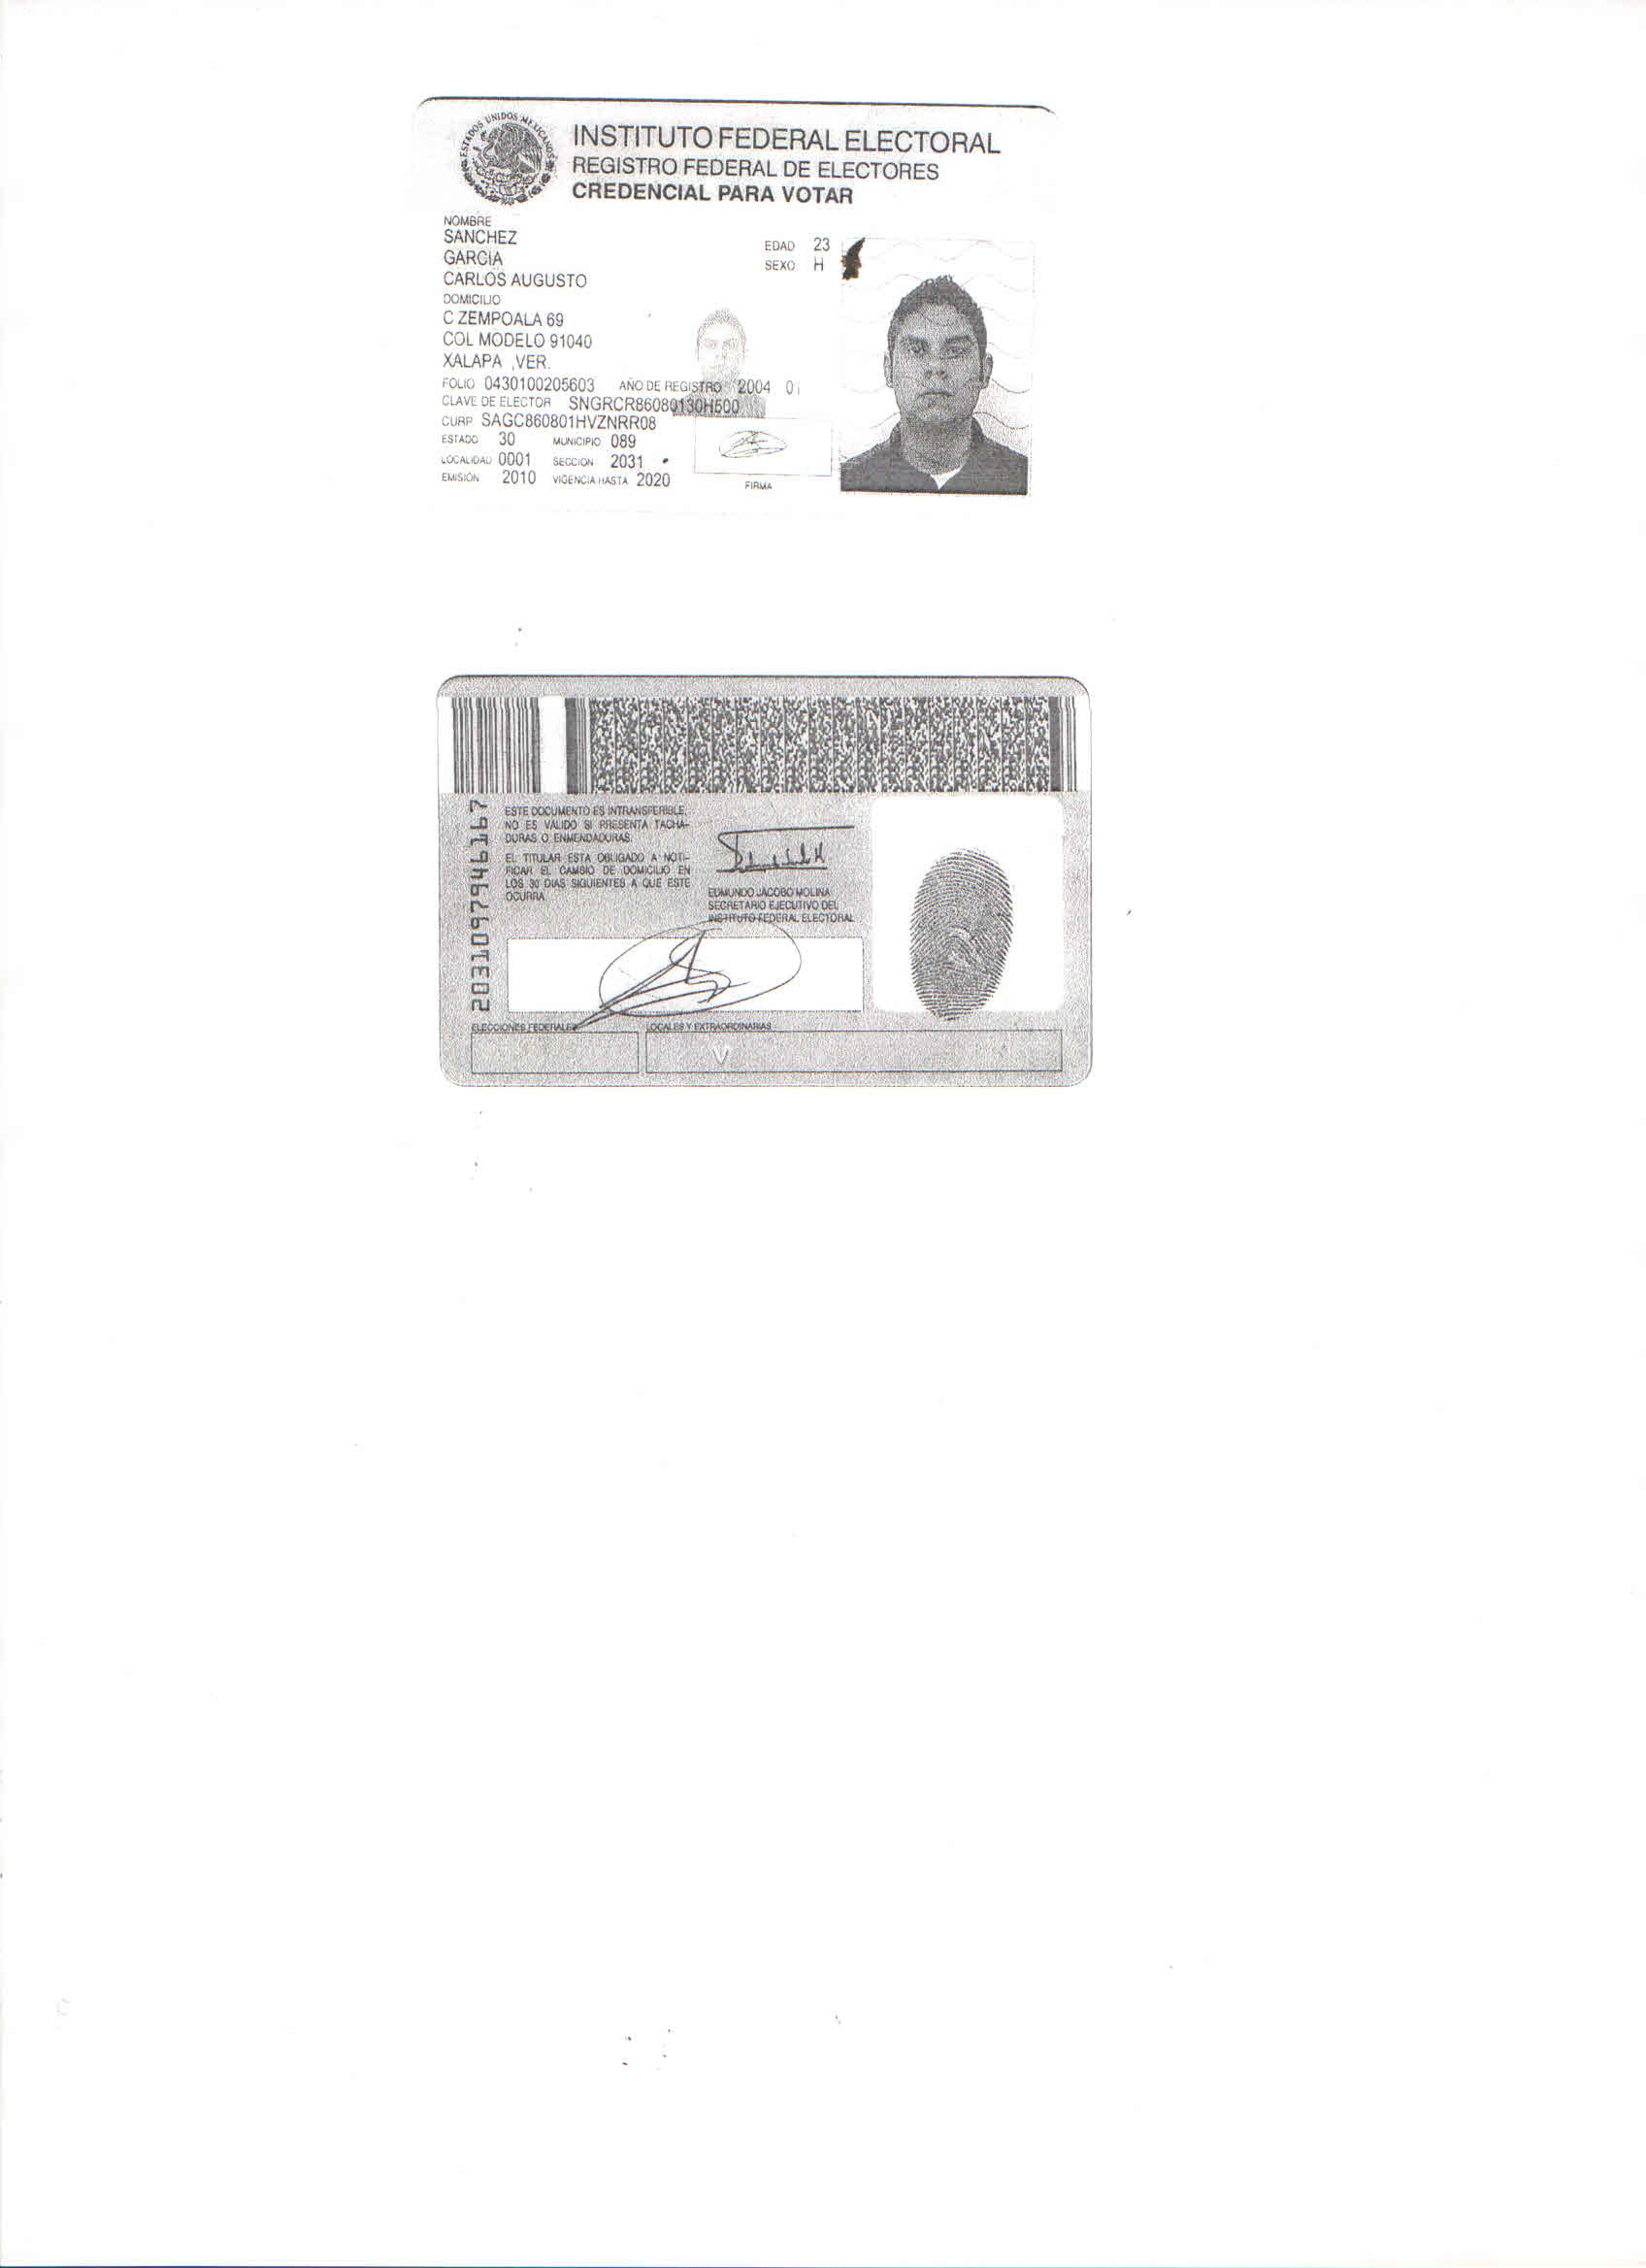 ESTADOS UNIDOS MEXICANOS
INSTITUTO FEDERAL ELECTORAL
REGISTRO FEDERAL DE ELECTORES
CREDENCIAL PARA VOTAR
NOMBRE
SANCHEZ
GARCIA
CARLOS AUGUSTO
EDAD 23
SEXO H
DOMICILIO
C ZEMPOALA 69
COL MODELO 91040
XALAPA ,VER.
FOLIO 0430100205603 AÑO DE REGISTRO 2004 01
CLAVE DE ELECTOR SNGRCR86080130H500
CURP SAGC860801HVZNRR08
ESTADO 30 MUNICIPIO 089
LOCALIDAD 0001 SECCION 2031
EMISIÓN 2010 VIGENCIA HASTA 2020
FIRMA
2031097946167
ESTE DOCUMENTO ES INTRANSFERIBLE,
NO ES VALIDO SI PRESENTA TACHA-
DURAS O ENMENDADURAS.
EL TITULAR ESTA OBLIGADO A NOTI-
FICAR EL CAMBIO DE DOMICILIO EN
LOS 30 DIAS SIGUIENTES A QUE ESTE
OCURRA
EDMUNDO JACOBO MOLINA
SECRETARIO EJECUTIVO DEL
INSTITUTO FEDERAL ELECTORAL
ELECCIONES FEDERALES
LOCALES Y EXTRAORDINARIAS
V